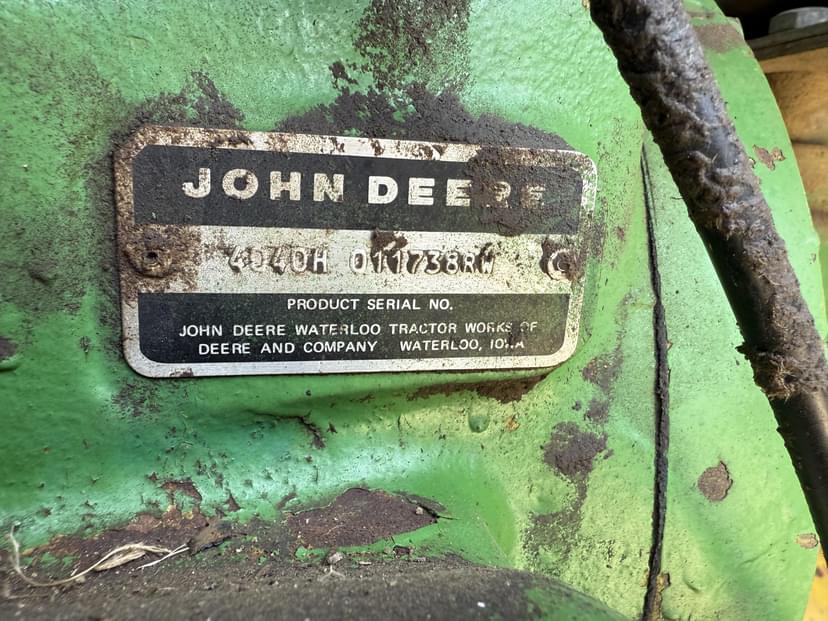 JOHN DEERE
4040H 011738RW
PRODUCT SERIAL NO.
JOHN DEERE WATERLOO TRACTOR WORKS OF
DEERE AND COMPANY WATERLOO, IOWA